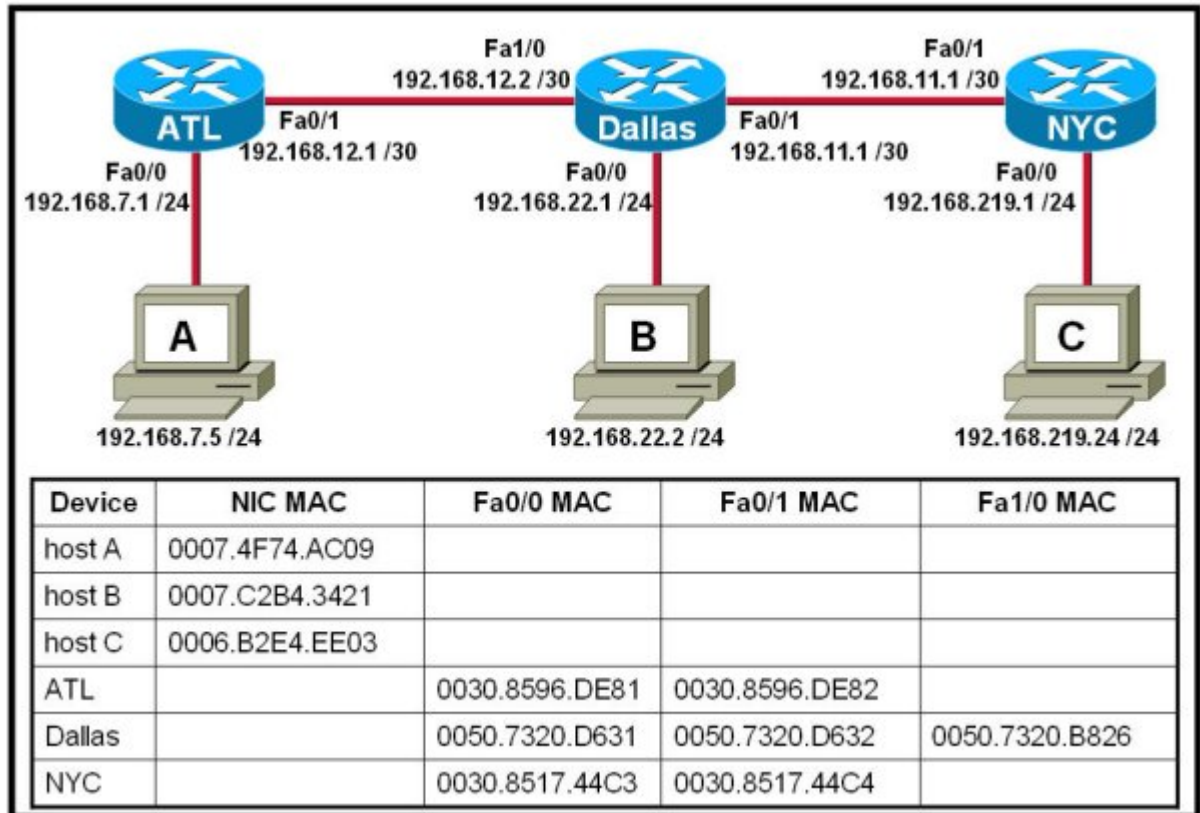 Fa1/0
192.168.12.2 /30
Fa0/1
192.168.11.1 /30
ATL
Dallas
NYC
Fa0/1
192.168.12.1 /30
Fa0/1
192.168.11.1 /30
Fa0/0
192.168.7.1 /24
Fa0/0
192.168.22.1 /24
Fa0/0
192.168.219.1 /24
A
B
C
192.168.7.5 /24
192.168.22.2 /24
192.168.219.24 /24
Device NIC MAC Fa0/0 MAC Fa0/1 MAC Fa1/0 MAC
host A 0007.4F74.AC09
host B 0007.C2B4.3421
host C 0006.B2E4.EE03
ATL 0030.8596.DE81 0030.8596.DE82
Dallas 0050.7320.D631 0050.7320.D632 0050.7320.B826
NYC 0030.8517.44C3 0030.8517.44C4